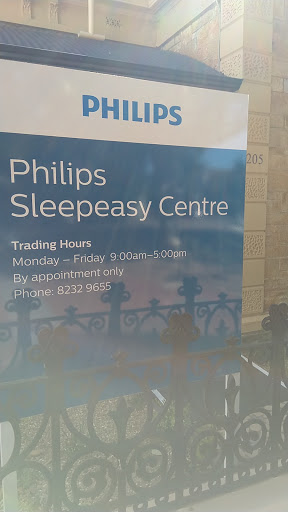 PHILIPS
205
Philips
Sleepeasy Centre
Trading Hours
Monday – Friday 9:00am–5:00pm
By appointment only
Phone: 8232 9655